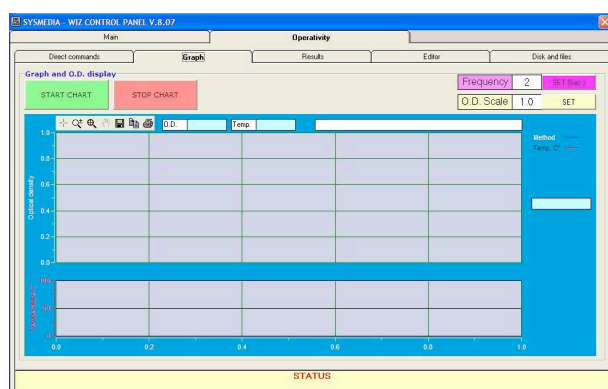 SYSMEDIA - WIZ CONTROL PANEL V.8.07
Main
Operativity
Direct commands
Graph
Results
Editor
Disk and files
Graph and O.D. display
START CHART
STOP CHART
Frequency
2
SET (Sec.)
O.D. Scale
1.0
SET
O.D.
Temp.
Method
Temp. C°
Optical density
1.0
0.8
0.6
0.4
0.2
0.0
0.0
0.2
0.4
0.6
0.8
1.0
STATUS